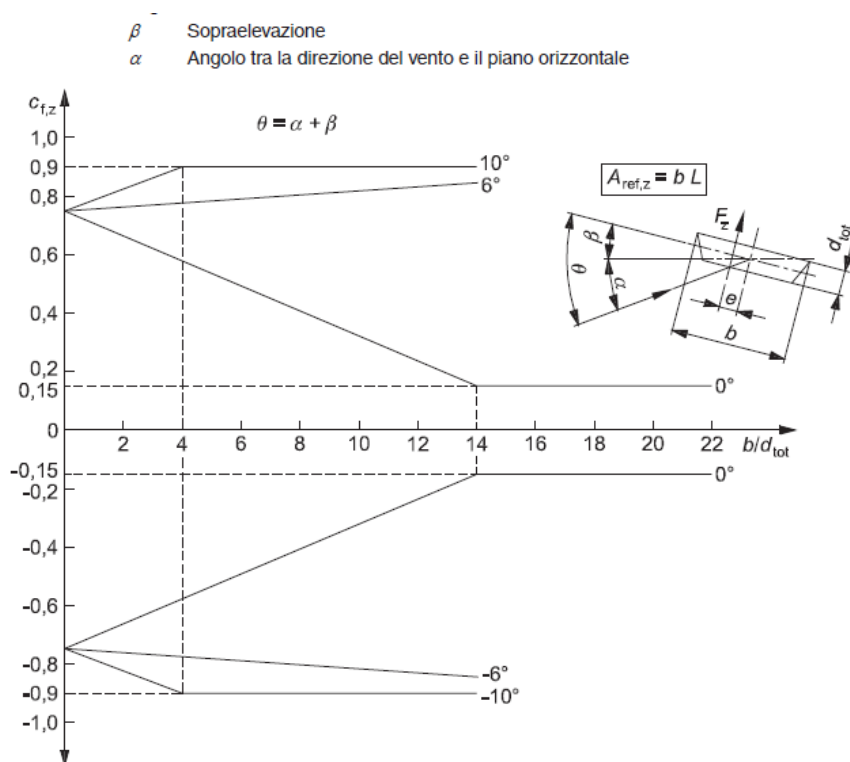 β Sopraelevazione
α Angolo tra la direzione del vento e il piano orizzontale
c_f,z
θ = α + β
1,0
0,9
10°
6°
0,8
A_ref,z = b L
F_z
d_tot
β
θ
α
e
b
0,6
0,4
0,2
0,15
0°
0
2 4 6 8 10 12 14 16 18 20 22 b/d_tot
-0,15
0°
-0,2
-0,4
-0,6
-0,8
-6°
-0,9
-10°
-1,0